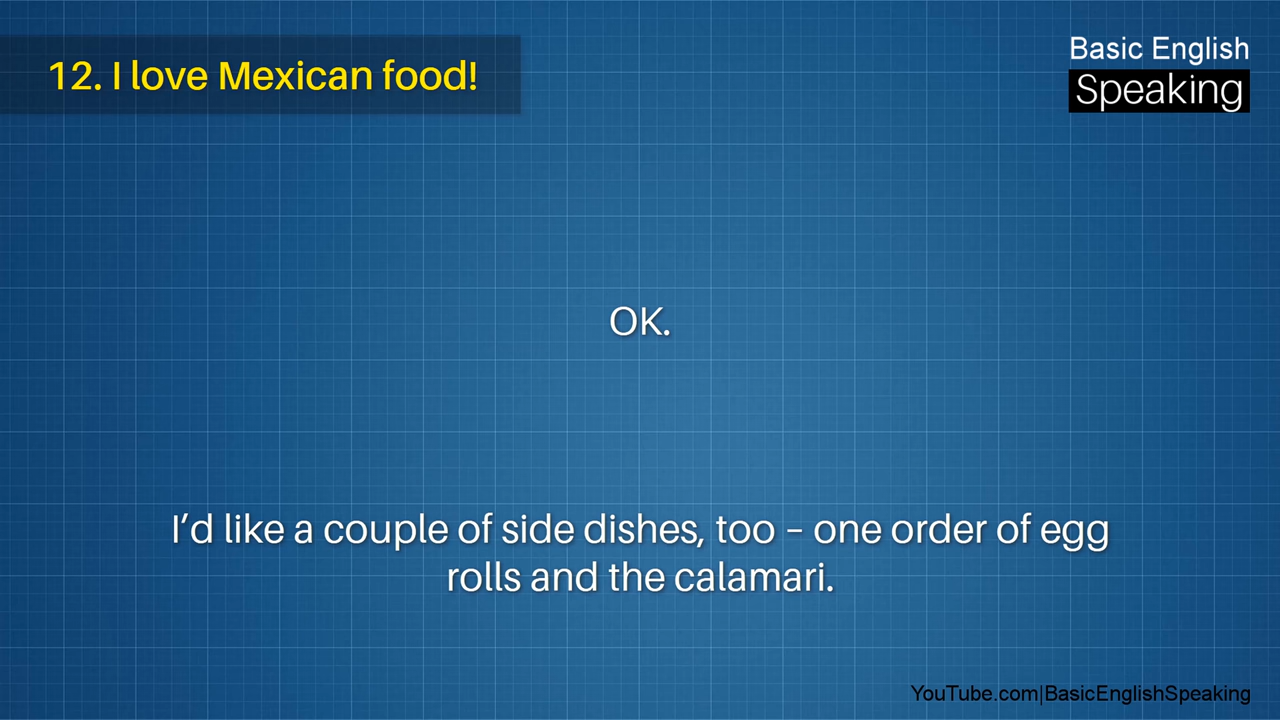 12. I love Mexican food!
Basic English
Speaking
OK.
I’d like a couple of side dishes, too – one order of egg
rolls and the calamari.
YouTube.com|BasicEnglishSpeaking